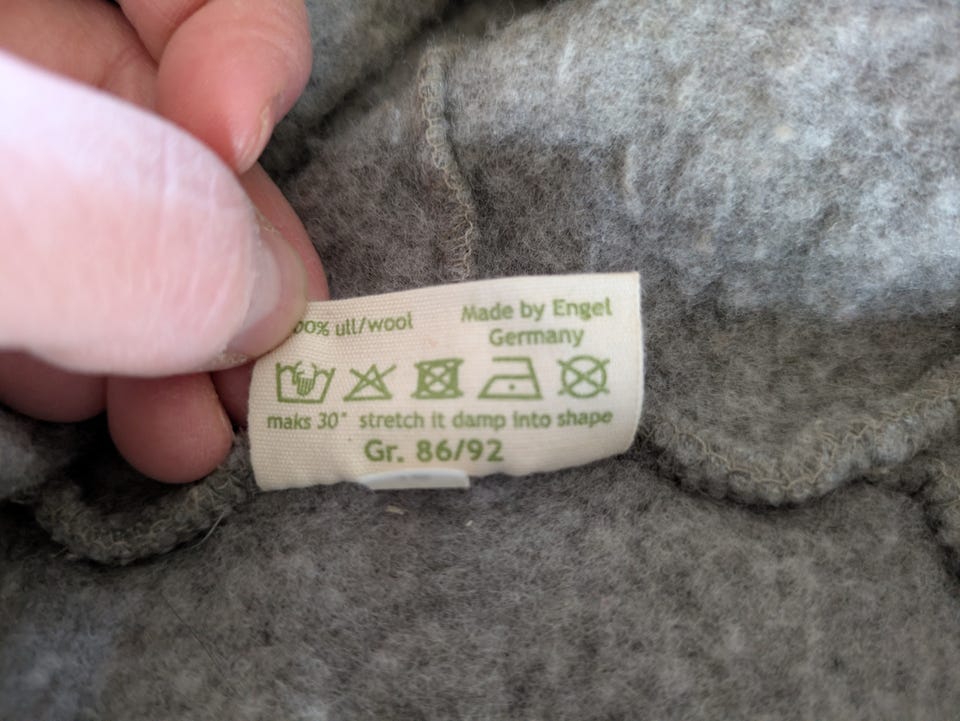 00% ull/wool
Made by Engel
Germany
maks 30° stretch it damp into shape
Gr. 86/92